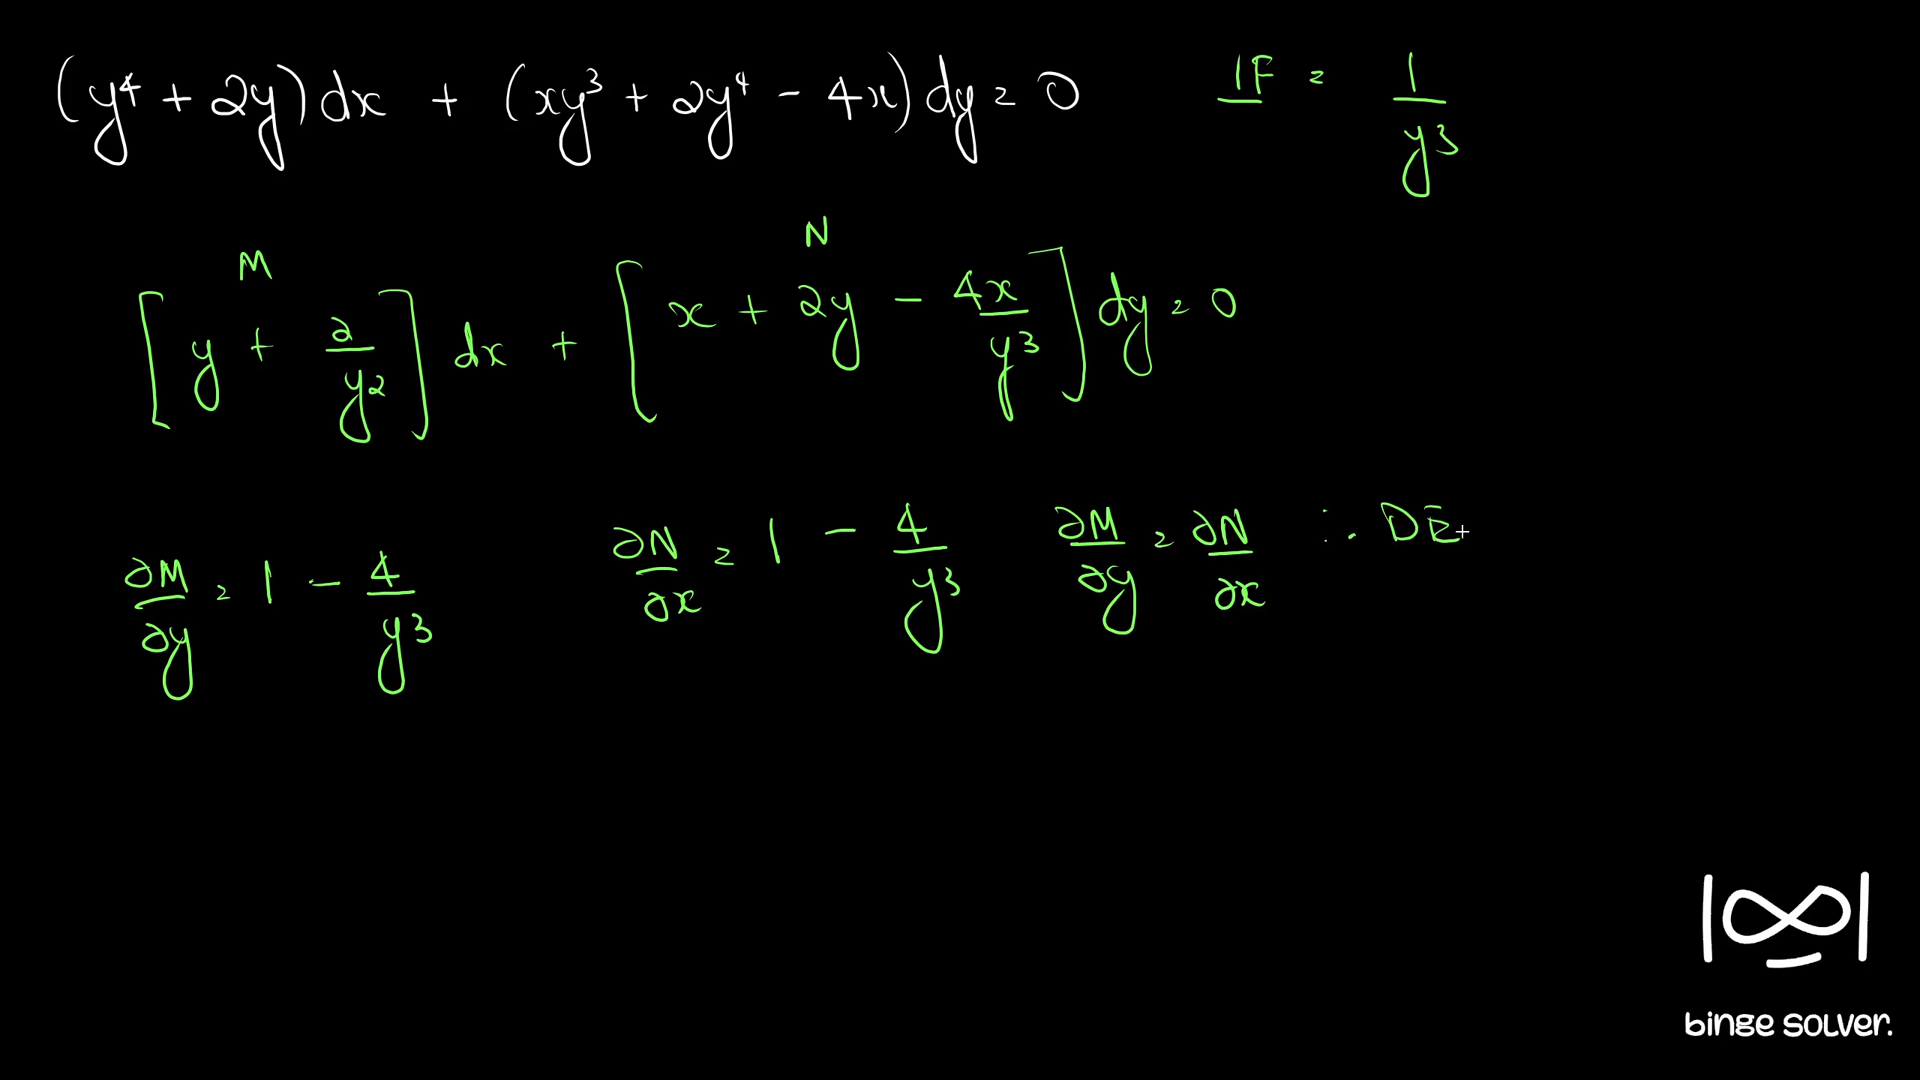 (y⁴ + 2y) dx + (xy³ + 2y⁴ - 4x) dy = 0 IF = 1/y³
M N
[y + 2/y²] dx + [x + 2y - 4x/y³] dy = 0
∂M/∂y = 1 - 4/y³ ∂N/∂x = 1 - 4/y³ ∂M/∂y = ∂N/∂x ∴ DE
binge solver.